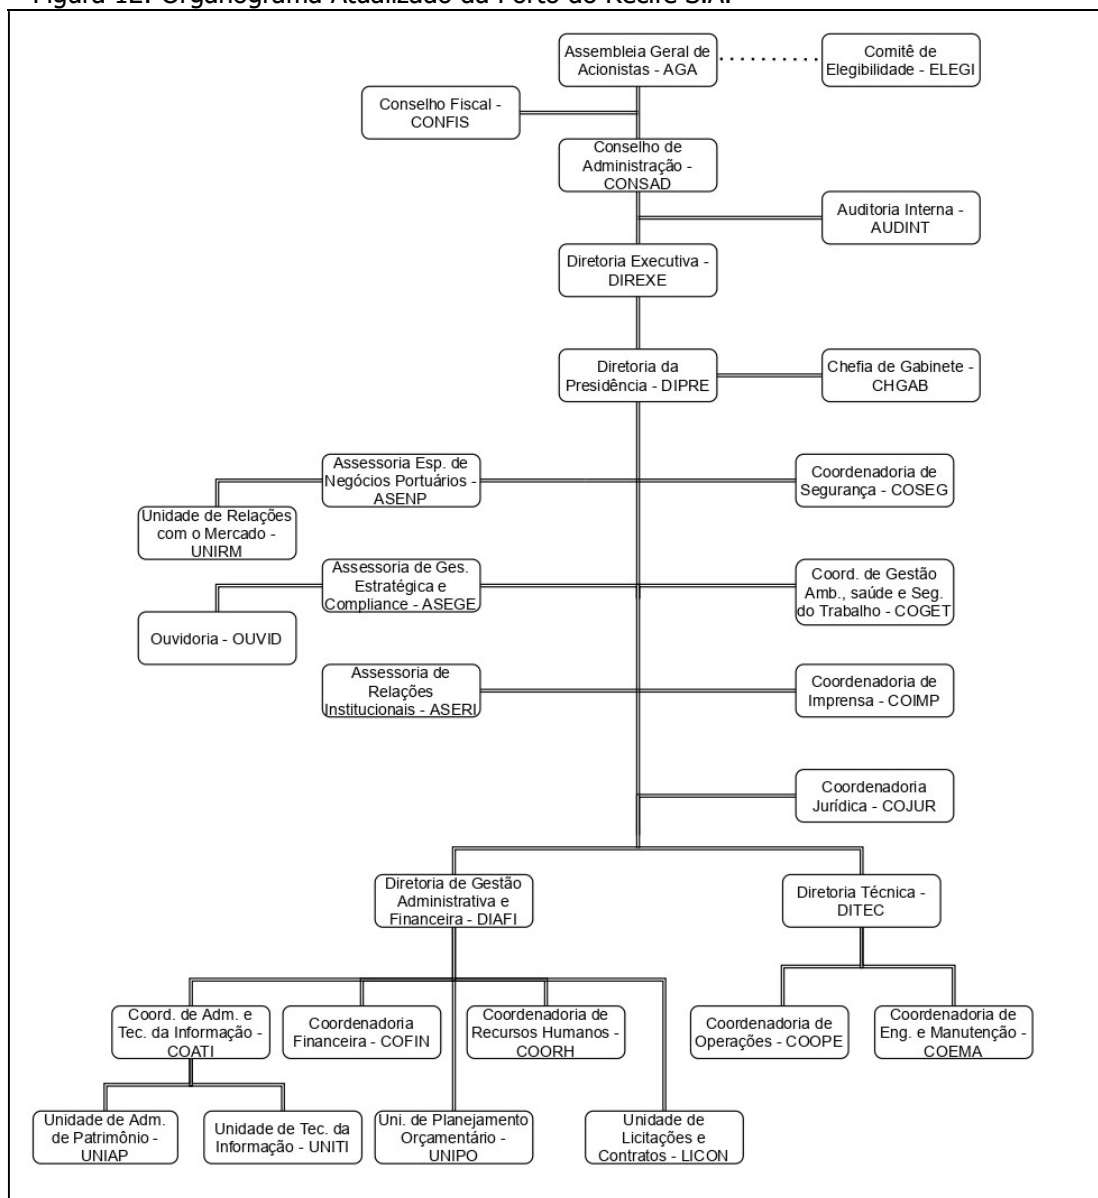 Figura 12: Organograma Atualizado da Porto do Recife S.A.
Assembleia Geral de
Acionistas - AGA
Comitê de
Elegibilidade - ELEGI
Conselho Fiscal -
CONFIS
Conselho de
Administração -
CONSAD
Auditoria Interna -
AUDINT
Diretoria Executiva -
DIREXE
Diretoria da
Presidência - DIPRE
Chefia de Gabinete -
CHGAB
Assessoria Esp. de
Negócios Portuários -
ASENP
Coordenadoria de
Segurança - COSEG
Unidade de Relações
com o Mercado -
UNIRM
Assessoria de Ges.
Estratégica e
Compliance - ASEGE
Coord. de Gestão
Amb., saúde e Seg.
do Trabalho - COGET
Ouvidoria - OUVID
Assessoria de
Relações
Institucionais - ASERI
Coordenadoria de
Imprensa - COIMP
Coordenadoria
Jurídica - COJUR
Diretoria de Gestão
Administrativa e
Financeira - DIAFI
Diretoria Técnica -
DITEC
Coord. de Adm. e
Tec. da Informação -
COATI
Coordenadoria
Financeira - COFIN
Coordenadoria de
Recursos Humanos -
COORH
Coordenadoria de
Operações - COOPE
Coordenadoria de
Eng. e Manutenção -
COEMA
Unidade de Adm.
de Patrimônio -
UNIAP
Unidade de Tec. da
Informação - UNITI
Uni. de Planejamento
Orçamentário -
UNIPO
Unidade de
Licitações e
Contratos - LICON